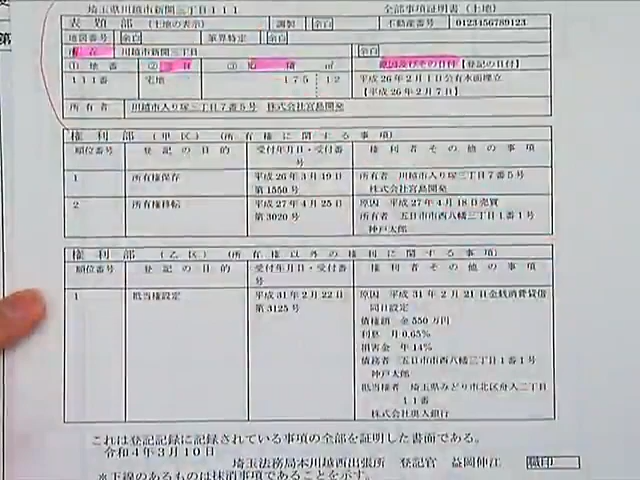 埼玉県川越市新開三丁目111 全部事項証明書 (土地)
表題部 (土地の表示) 調製 余白 不動産番号 0123456789123
地図番号 余白 筆界特定 余白
所在 川越市新開三丁目 余白
① 地番 ② 地目 ③ 地積 ㎡ 原因及びその日付【登記の日付】
111番 宅地 175 12 平成26年2月1日公有水面埋立
【平成26年2月7日】
所有者 川越市入り塚三丁目7番5号 株式会社宮島開発
権利部 (甲区) (所有権に関する事項)
順位番号 登記の目的 受付年月日・受付番号 権利者その他の事項
1 所有権保存 平成26年3月19日 所有者 川越市入り塚三丁目7番5号
第1550号 株式会社宮島開発
2 所有権移転 平成27年4月25日 原因 平成27年4月18日売買
第3020号 所有者 五日市市西八幡三丁目1番1号
神戸太郎
権利部 (乙区) (所有権以外の権利に関する事項)
順位番号 登記の目的 受付年月日・受付番号 権利者その他の事項
1 抵当権設定 平成31年2月22日 原因 平成31年2月21日金銭消費貸借
第3125号 同日設定
債権額 金550万円
利息 月0.65%
損害金 年14%
債務者 五日市市西八幡三丁目1番1号
神戸太郎
抵当権者 埼玉県みどり市北区舟入二丁目
11番
株式会社 銀行
これは登記記録に記録されている事項の全部を証明した書面である。
令和4年3月10日
埼玉法務局本川越西出張所 登記官 益岡伸江 職印
※下線のあるものは抹消事項であることを示す。